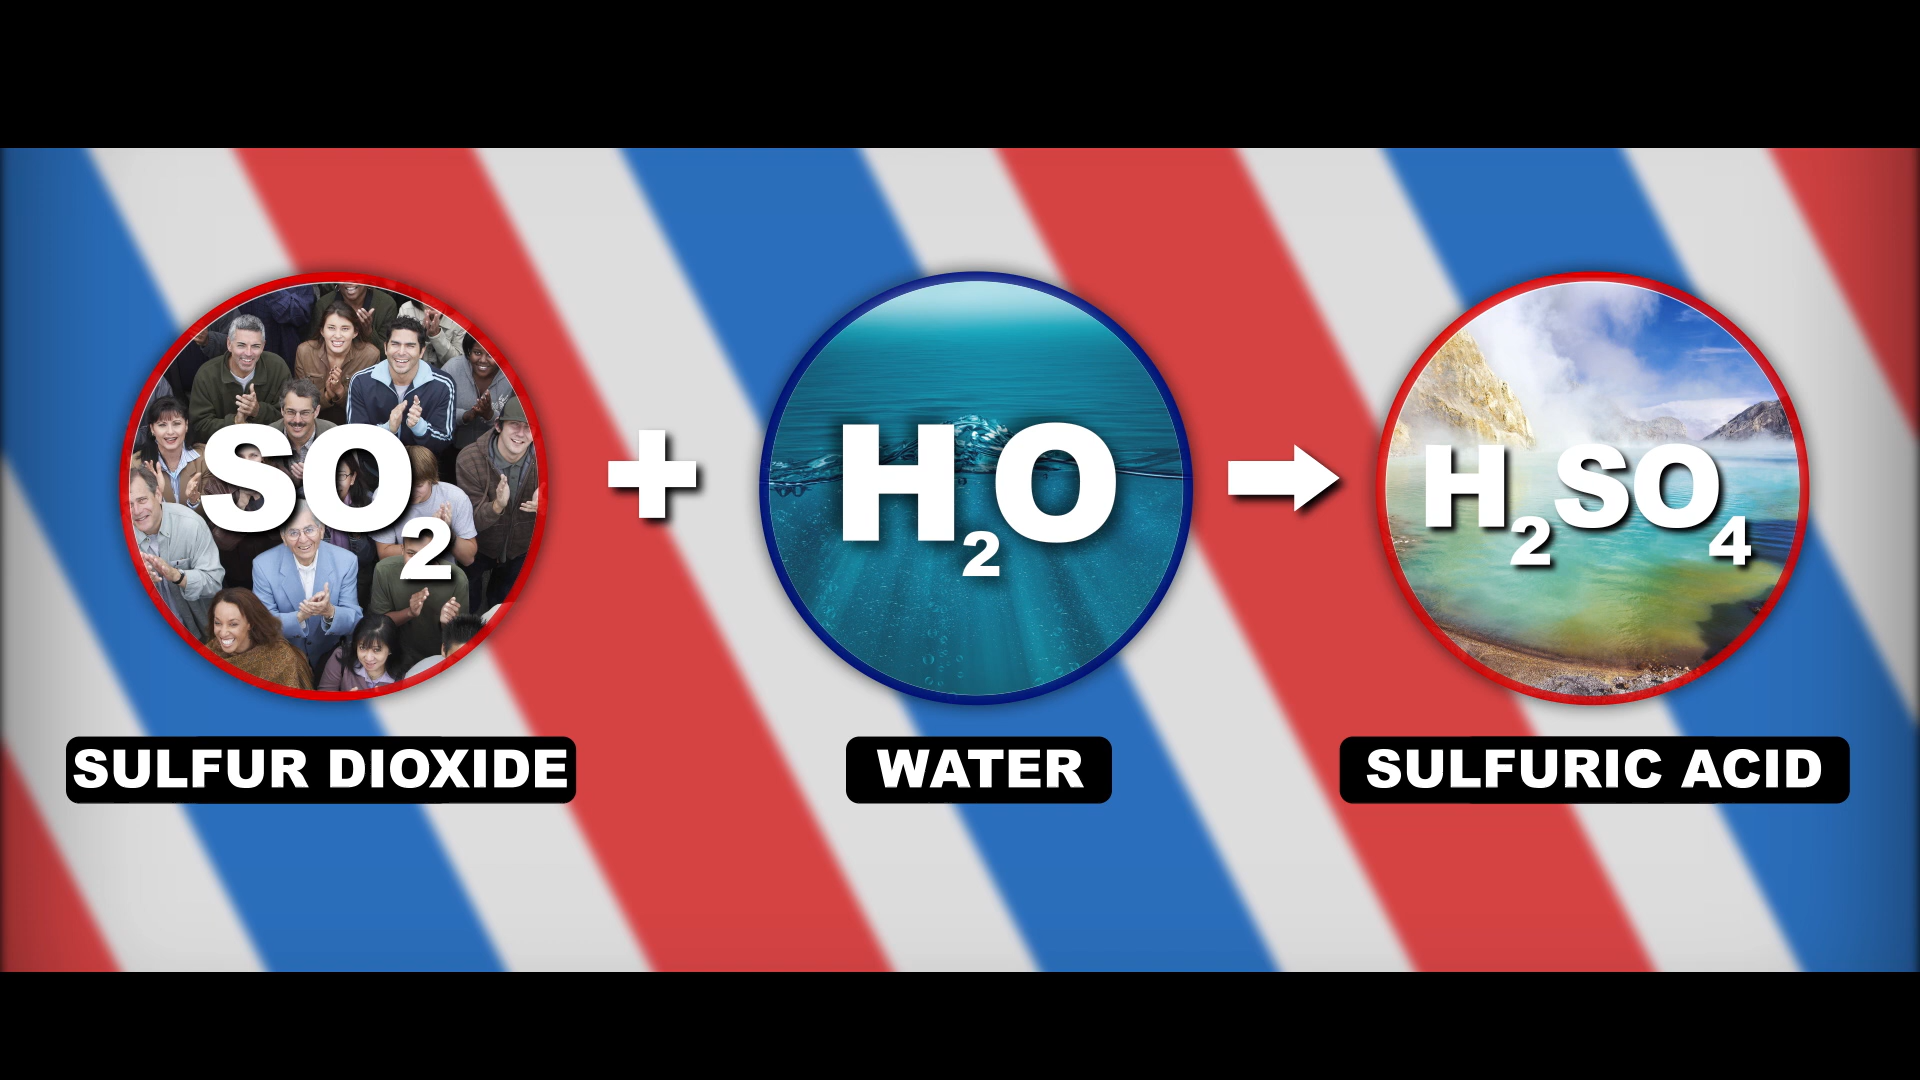 SO2
H2O
H2SO4
SULFUR DIOXIDE
WATER
SULFURIC ACID